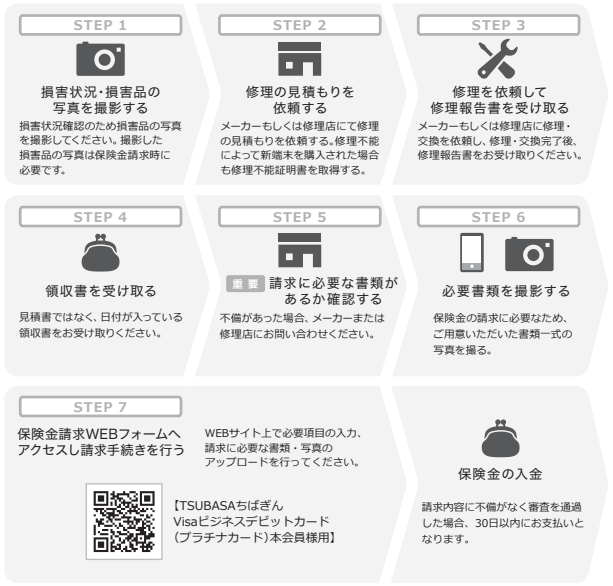 STEP 1
損害状況・損害品の
写真を撮影する
損害状況確認のため損害品の写真
を撮影してください。撮影した
損害品の写真は保険金請求時に
必要です。
STEP 2
修理の見積もりを
依頼する
メーカーもしくは修理店にて修理
の見積もりを依頼する。修理不能
によって新端末を購入された場合
も修理不能証明書を取得する。
STEP 3
修理を依頼して
修理報告書を受け取る
メーカーもしくは修理店に修理・
交換を依頼し、修理・交換完了後、
修理報告書をお受け取りください。
STEP 4
領収書を受け取る
見積書ではなく、日付が入っている
領収書をお受け取りください。
STEP 5
重要 請求に必要な書類が
あるか確認する
不備があった場合、メーカーまたは
修理店にお問い合わせください。
STEP 6
必要書類を撮影する
保険金の請求に必要なため、
ご用意いただいた書類一式の
写真を撮る。
STEP 7
保険金請求WEBフォームへ
アクセスし請求手続きを行う
WEBサイト上で必要項目の入力、
請求に必要な書類・写真の
アップロードを行ってください。
【TSUBASAちばぎん
Visaビジネスデビットカード
(プラチナカード)本会員様用】
保険金の入金
請求内容に不備がなく審査を通過
した場合、30日以内にお支払いと
なります。